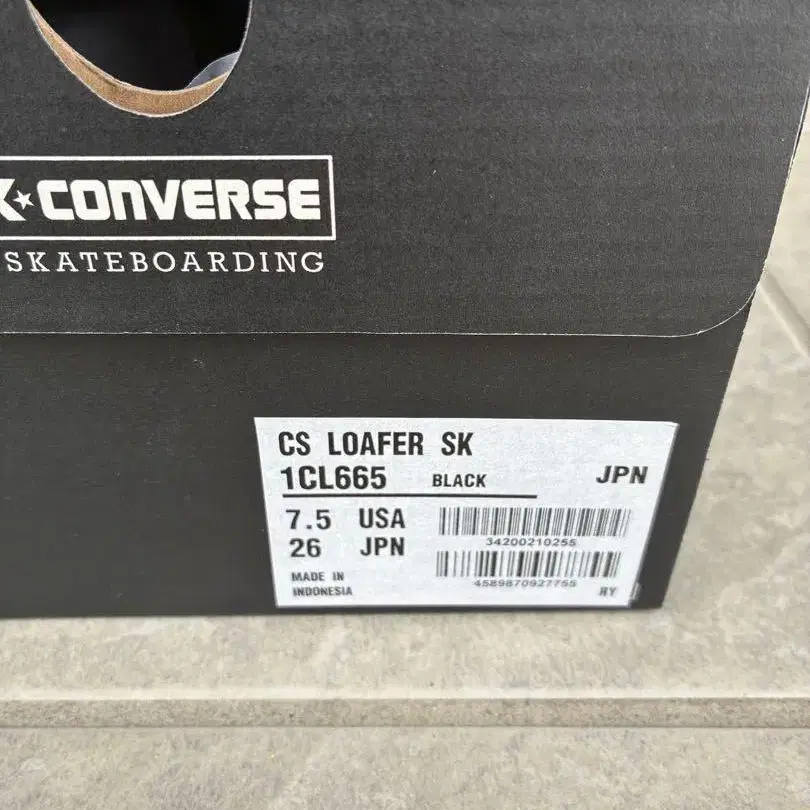 CONVERSE
SKATEBOARDING
CS LOAFER SK
1CL665 BLACK JPN
7.5 USA
34200210255
26 JPN
4589870927755
MADE IN
INDONESIA
RY